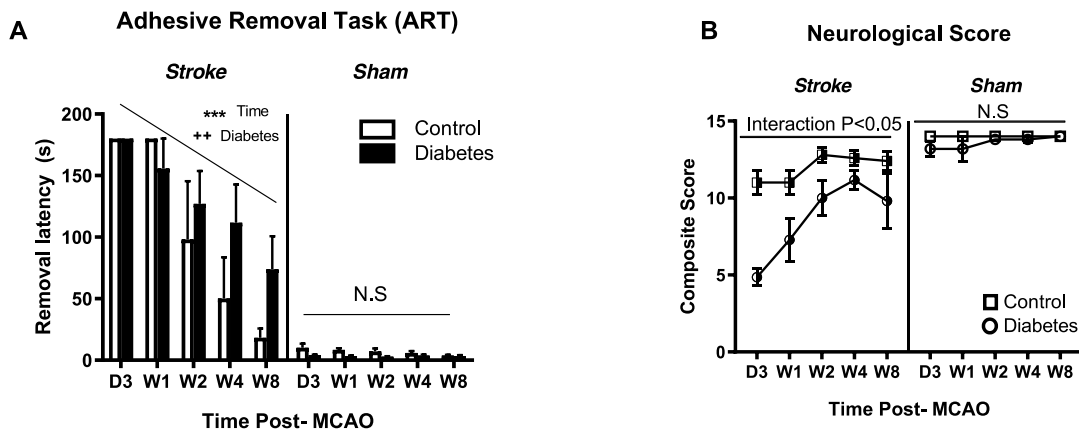 A
Adhesive Removal Task (ART)
Stroke
Sham
*** Time
++ Diabetes
Control
Diabetes
N.S
Removal latency (s)
200
150
100
50
0
D3 W1 W2 W4 W8 D3 W1 W2 W4 W8
Time Post- MCAO
B
Neurological Score
Stroke
Sham
Interaction P<0.05
N.S
Composite Score
15
10
5
0
Control
Diabetes
D3 W1 W2 W4 W8 D3 W1 W2 W4 W8
Time Post- MCAO